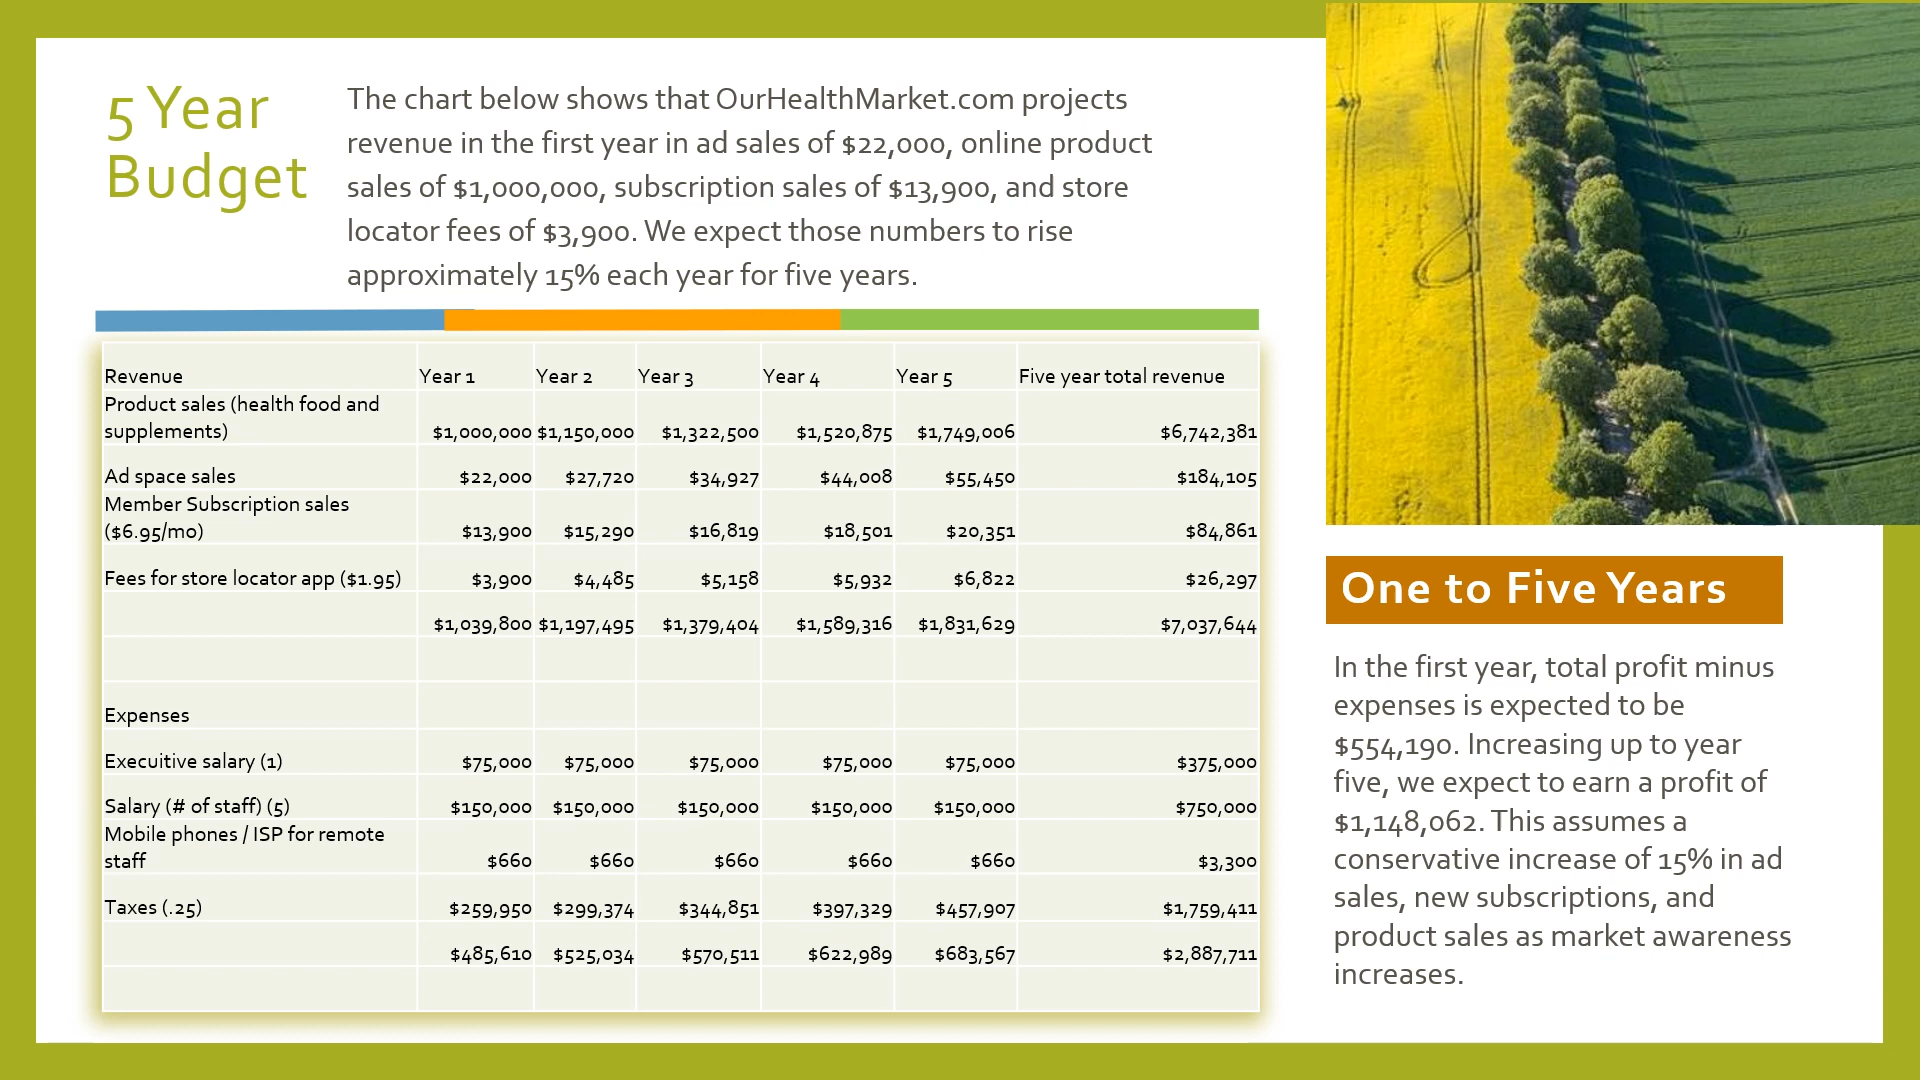 5 Year
Budget
The chart below shows that OurHealthMarket.com projects
revenue in the first year in ad sales of $22,000, online product
sales of $1,000,000, subscription sales of $13,900, and store
locator fees of $3,900. We expect those numbers to rise
approximately 15% each year for five years.
Revenue Year 1 Year 2 Year 3 Year 4 Year 5 Five year total revenue
Product sales (health food and
supplements) $1,000,000 $1,150,000 $1,322,500 $1,520,875 $1,749,006 $6,742,381
Ad space sales $22,000 $27,720 $34,927 $44,008 $55,450 $184,105
Member Subscription sales
($6.95/mo) $13,900 $15,290 $16,819 $18,501 $20,351 $84,861
Fees for store locator app ($1.95) $3,900 $4,485 $5,158 $5,932 $6,822 $26,297
$1,039,800 $1,197,495 $1,379,404 $1,589,316 $1,831,629 $7,037,644
Expenses
Execuitive salary (1) $75,000 $75,000 $75,000 $75,000 $75,000 $375,000
Salary (# of staff) (5) $150,000 $150,000 $150,000 $150,000 $150,000 $750,000
Mobile phones / ISP for remote
staff $660 $660 $660 $660 $660 $3,300
Taxes (.25) $259,950 $299,374 $344,851 $397,329 $457,907 $1,759,411
$485,610 $525,034 $570,511 $622,989 $683,567 $2,887,711
One to Five Years
In the first year, total profit minus
expenses is expected to be
$554,190. Increasing up to year
five, we expect to earn a profit of
$1,148,062. This assumes a
conservative increase of 15% in ad
sales, new subscriptions, and
product sales as market awareness
increases.